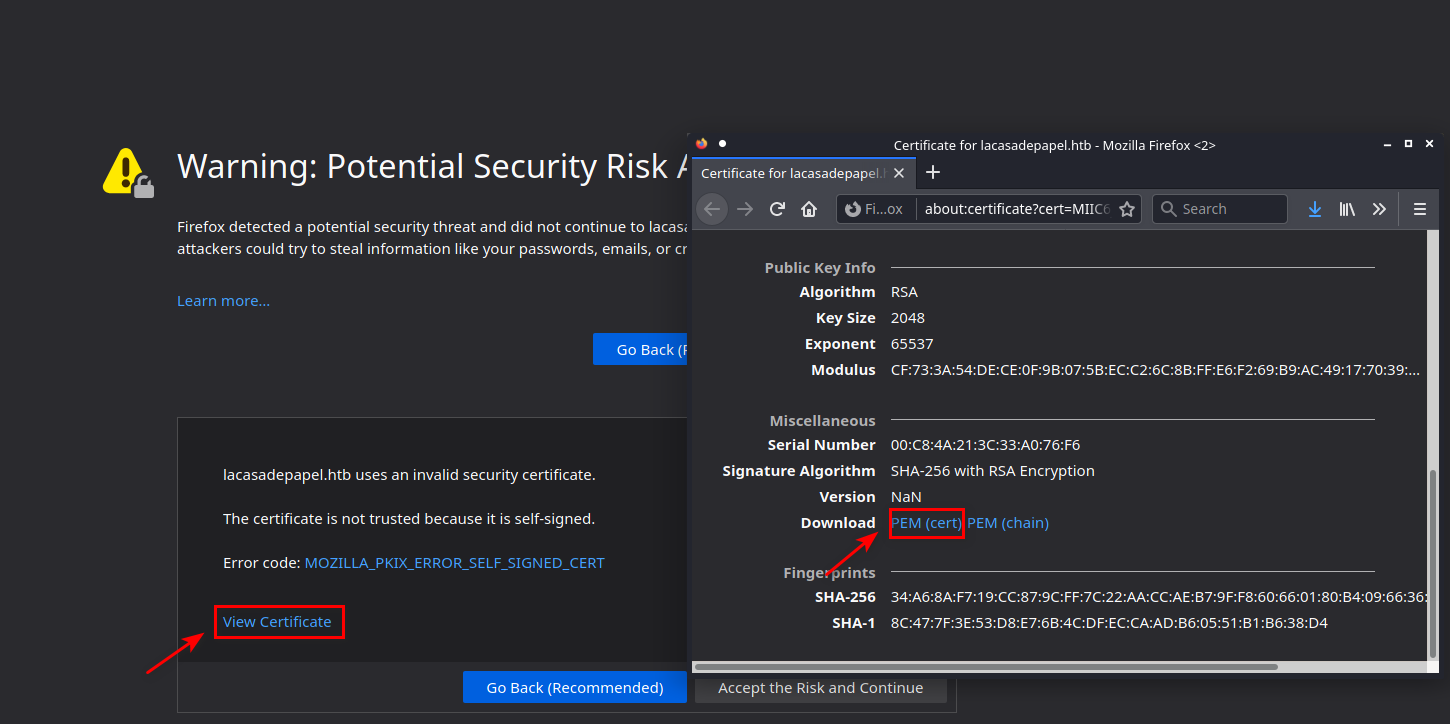 Warning: Potential Security Risk A
Firefox detected a potential security threat and did not continue to lacasa
attackers could try to steal information like your passwords, emails, or cr
Learn more...
Go Back (R
lacasadepapel.htb uses an invalid security certificate.
The certificate is not trusted because it is self-signed.
Error code: MOZILLA_PKIX_ERROR_SELF_SIGNED_CERT
View Certificate
Go Back (Recommended)
Accept the Risk and Continue
Certificate for lacasadepapel.htb - Mozilla Firefox <2>
Certificate for lacasadepapel.h
Fi...ox about:certificate?cert=MIIC6 Search
Public Key Info
Algorithm RSA
Key Size 2048
Exponent 65537
Modulus CF:73:3A:54:DE:CE:0F:9B:07:5B:EC:C2:6C:8B:FF:E6:F2:69:B9:AC:49:17:70:39:...
Miscellaneous
Serial Number 00:C8:4A:21:3C:33:A0:76:F6
Signature Algorithm SHA-256 with RSA Encryption
Version NaN
Download PEM (cert) PEM (chain)
Fingerprints
SHA-256 34:A6:8A:F7:19:CC:87:9C:FF:7C:22:AA:CC:AE:B7:9F:F8:60:66:01:80:B4:09:66:36:
SHA-1 8C:47:7F:3E:53:D8:E7:6B:4C:DF:EC:CA:AD:B6:05:51:B1:B6:38:D4